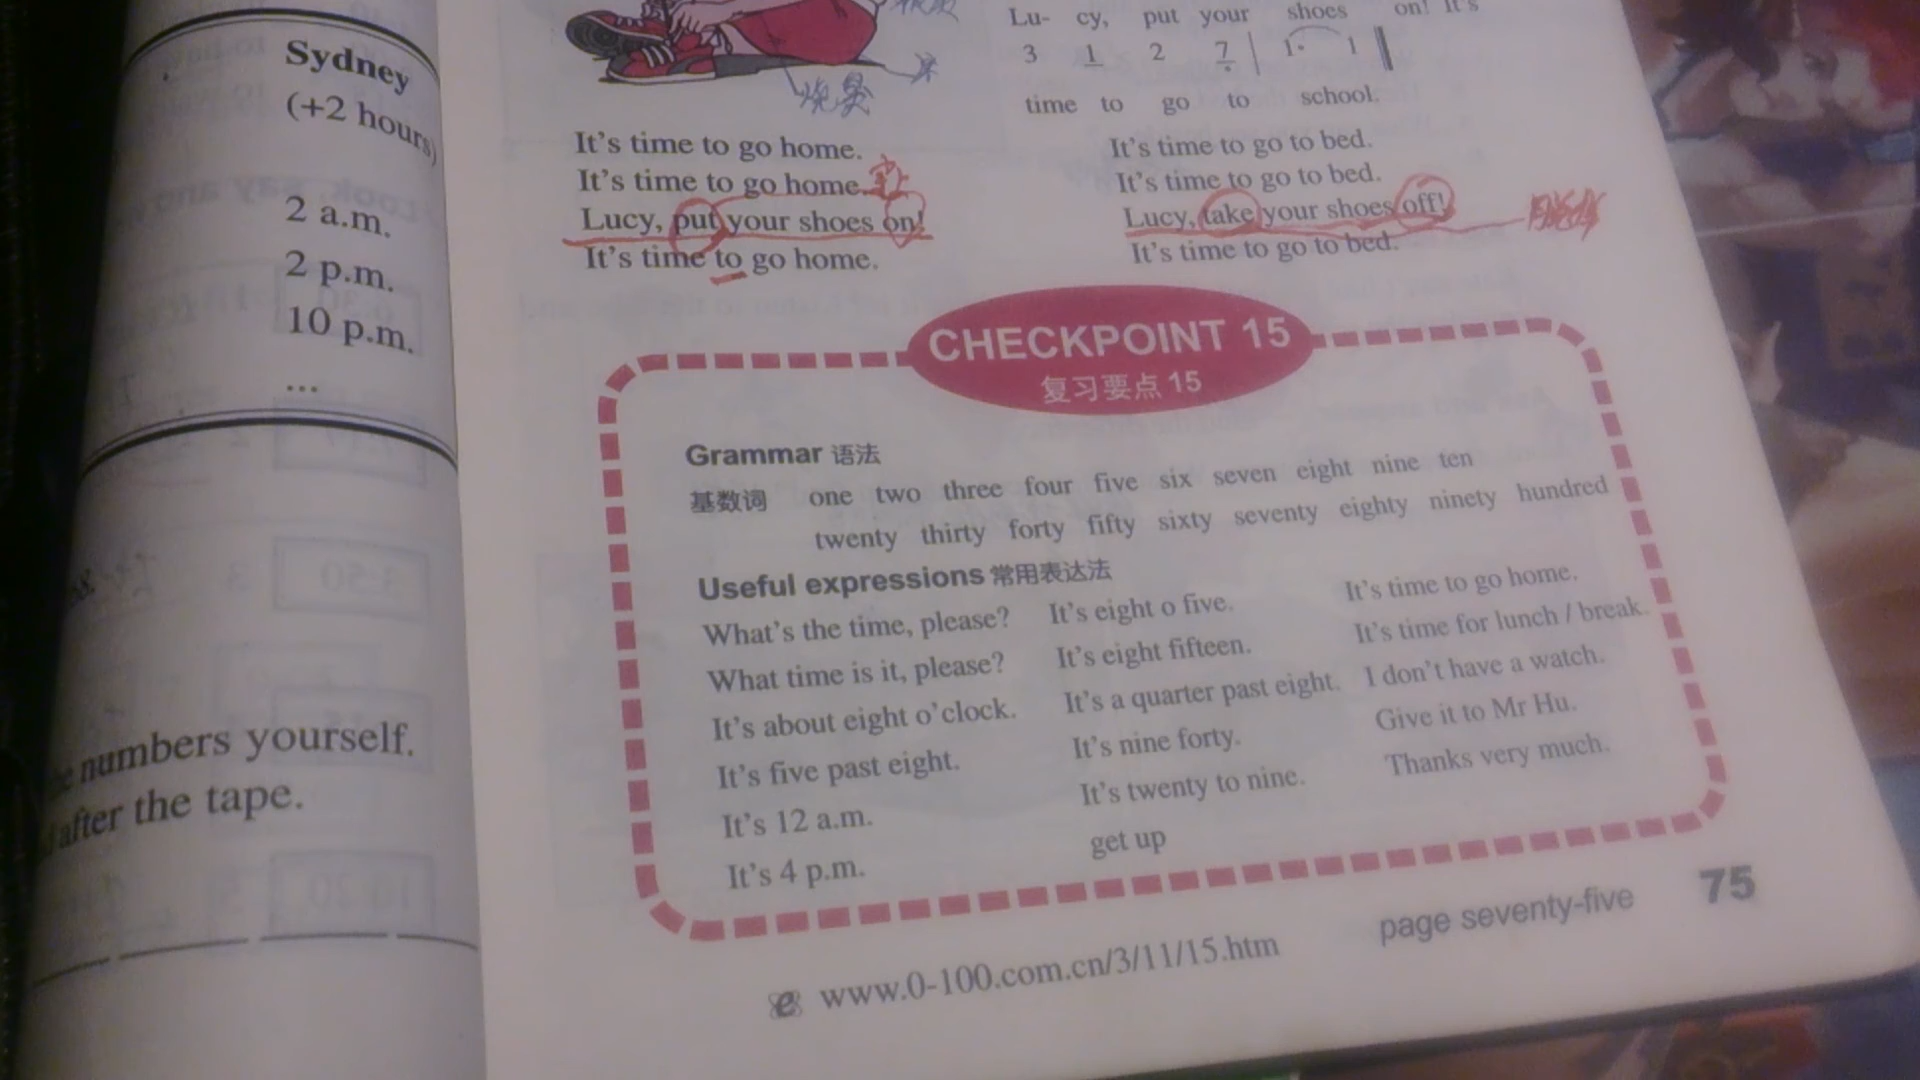 Sydney
(+2 hours)
2 a.m.
2 p.m.
10 p.m.
...
numbers yourself.
after the tape.
Lu- cy, put your shoes on! It's
3 1 2 7 | 1· 1
time to go to school.
It's time to go home.
It's time to go home.
Lucy, put your shoes on!
It's time to go home.
It's time to go to bed.
It's time to go to bed.
Lucy, take your shoes off!
It's time to go to bed.
CHECKPOINT 15
复习要点 15
Grammar 语法
基数词 one two three four five six seven eight nine ten
twenty thirty forty fifty sixty seventy eighty ninety hundred
Useful expressions 常用表达法
What's the time, please?
What time is it, please?
It's about eight o'clock.
It's five past eight.
It's 12 a.m.
It's 4 p.m.
It's eight o five.
It's eight fifteen.
It's a quarter past eight.
It's nine forty.
It's twenty to nine.
get up
It's time to go home.
It's time for lunch / break.
I don't have a watch.
Give it to Mr Hu.
Thanks very much.
www.0-100.com.cn/3/11/15.htm
page seventy-five 75